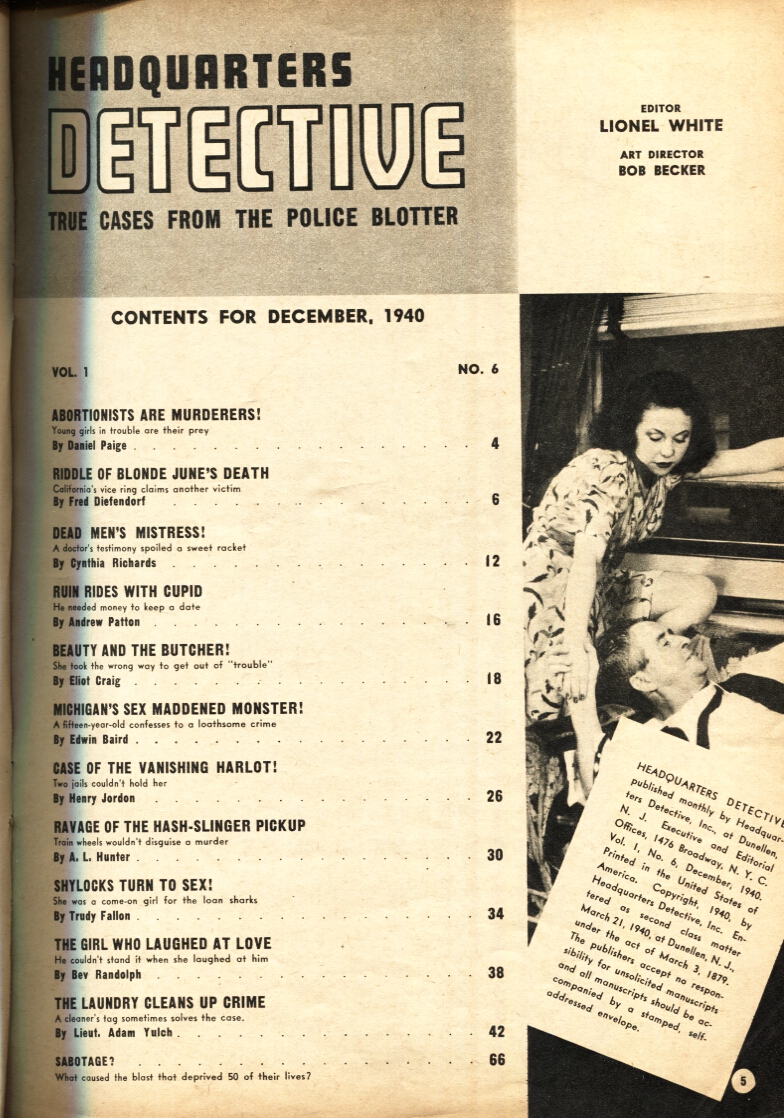 HEADQUARTERS
DETECTIVE
TRUE CASES FROM THE POLICE BLOTTER
EDITOR
LIONEL WHITE
ART DIRECTOR
BOB BECKER
CONTENTS FOR DECEMBER, 1940
VOL. 1 NO. 6
ABORTIONISTS ARE MURDERERS!
Young girls in trouble are their prey
By Daniel Paige . . . . . . . . . . . . . . . . . 4
RIDDLE OF BLONDE JUNE'S DEATH
California's vice ring claims another victim
By Fred Diefendorf . . . . . . . . . . . . . . . . 6
DEAD MEN'S MISTRESS!
A doctor's testimony spoiled a sweet racket
By Cynthia Richards . . . . . . . . . . . . . . . . 12
RUIN RIDES WITH CUPID
He needed money to keep a date
By Andrew Patton . . . . . . . . . . . . . . . . 16
BEAUTY AND THE BUTCHER!
She took the wrong way to get out of "trouble"
By Eliot Craig . . . . . . . . . . . . . . . . . 18
MICHIGAN'S SEX MADDENED MONSTER!
A fifteen-year-old confesses to a loathsome crime
By Edwin Baird . . . . . . . . . . . . . . . . . 22
CASE OF THE VANISHING HARLOT!
Two jails couldn't hold her
By Henry Jordon . . . . . . . . . . . . . . . . 26
RAVAGE OF THE HASH-SLINGER PICKUP
Train wheels wouldn't disguise a murder
By A. L. Hunter . . . . . . . . . . . . . . . . . 30
SHYLOCKS TURN TO SEX!
She was a come-on girl for the loan sharks
By Trudy Fallon . . . . . . . . . . . . . . . . . 34
THE GIRL WHO LAUGHED AT LOVE
He couldn't stand it when she laughed at him
By Bev Randolph . . . . . . . . . . . . . . . . 38
THE LAUNDRY CLEANS UP CRIME
A cleaner's tag sometimes solves the case.
By Lieut. Adam Yulch . . . . . . . . . . . . . . . 42
SABOTAGE? . . . . . . . . . . . . . . . . . 66
What caused the blast that deprived 50 of their lives?
HEADQUARTERS DETECTIVE
published monthly by Headquar-
ters Detective, Inc., at Dunellen,
N. J. Executive and Editorial
Offices, 1476 Broadway, N. Y. C.
Vol. 1, No. 6, December, 1940.
Printed in the United States of
America. Copyright, 1940, by
Headquarters Detective, Inc. En-
tered as second class matter
March 21, 1940, at Dunellen, N. J.,
under the act of March 3, 1879.
The publishers accept no respon-
sibility for unsolicited manuscripts
and all manuscripts should be ac-
companied by a stamped, self-
addressed envelope.
5